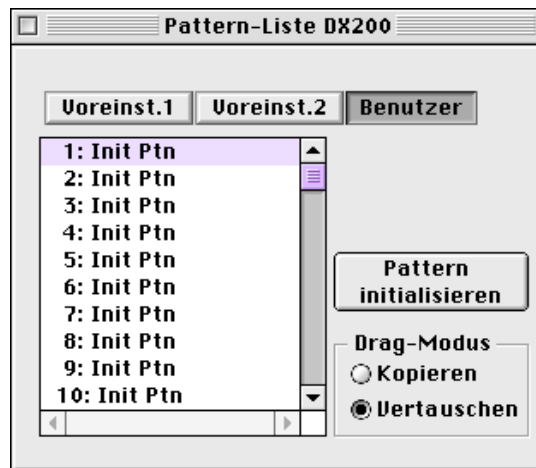 Pattern-Liste DX200
Voreinst.1 Voreinst.2 Benutzer
1: Init Ptn
2: Init Ptn
3: Init Ptn
4: Init Ptn
5: Init Ptn
6: Init Ptn
7: Init Ptn
8: Init Ptn
9: Init Ptn
10: Init Ptn
Pattern
initialisieren
Drag-Modus
Kopieren
Vertauschen